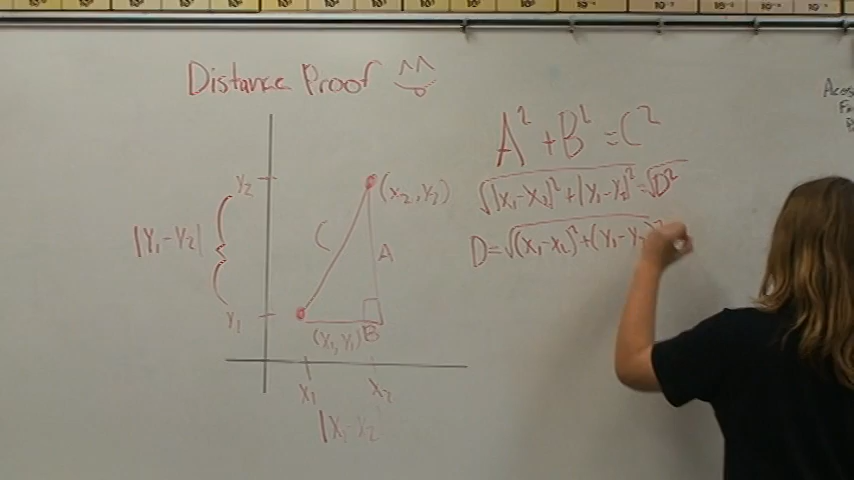 Distance Proof
A² + B² = C²
Y₂
(X₂, Y₂)
√|X₁-X₂|² + |Y₁-Y₂|² = √D²
|Y₁-Y₂|
C
A
D = √(X₁-X₂)² + (Y₁-Y₂)²
Y₁
(X₁, Y₁)
B
X₁
X₂
|X₁-X₂